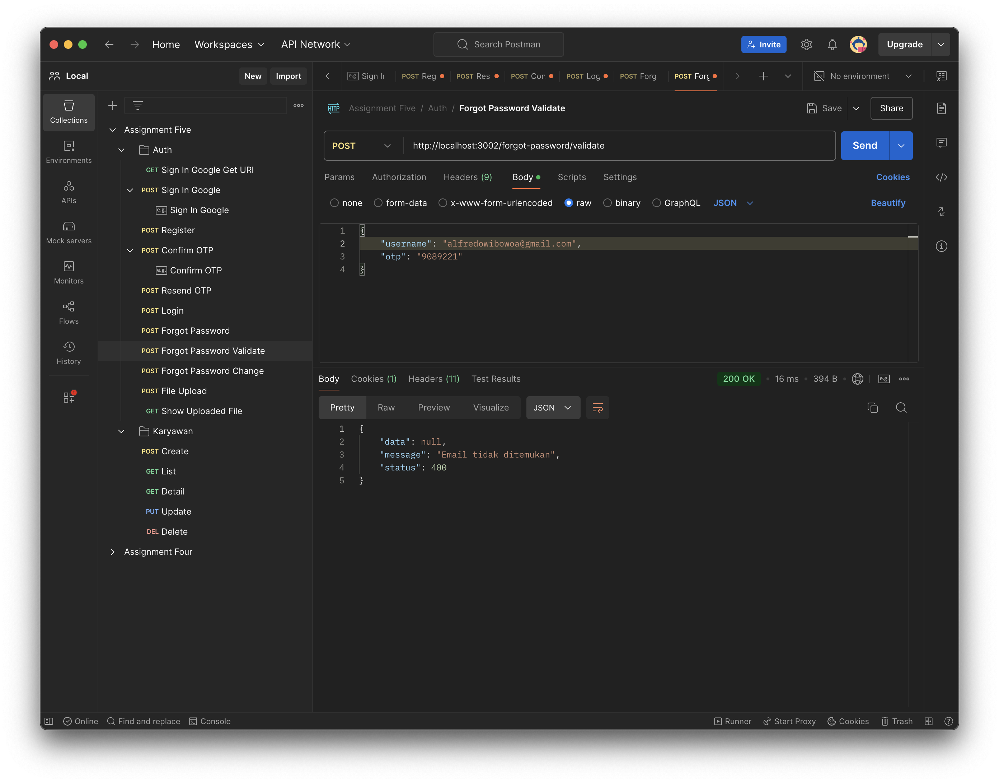 Home Workspaces API Network Search Postman Invite Upgrade
Local New Import
e.g. Sign In POST Reg POST Res POST Con POST Log POST Forg POST Forg No environment
Collections
Environments
APIs
Mock servers
Monitors
Flows
History
Assignment Five
Auth
GET Sign In Google Get URI
POST Sign In Google
e.g. Sign In Google
POST Register
POST Confirm OTP
e.g. Confirm OTP
POST Resend OTP
POST Login
POST Forgot Password
POST Forgot Password Validate
POST Forgot Password Change
POST File Upload
GET Show Uploaded File
Karyawan
POST Create
GET List
GET Detail
PUT Update
DEL Delete
Assignment Four
HTTP Assignment Five / Auth / Forgot Password Validate Save Share
POST http://localhost:3002/forgot-password/validate Send
Params Authorization Headers (9) Body Scripts Settings Cookies
none form-data x-www-form-urlencoded raw binary GraphQL JSON Beautify
1 {
2 "username": "alfredowibowoa@gmail.com",
3 "otp": "9089221"
4 }
Body Cookies (1) Headers (11) Test Results 200 OK 16 ms 394 B e.g.
Pretty Raw Preview Visualize JSON
1 {
2 "data": null,
3 "message": "Email tidak ditemukan",
4 "status": 400
5 }
Online Find and replace Console Runner Start Proxy Cookies Trash